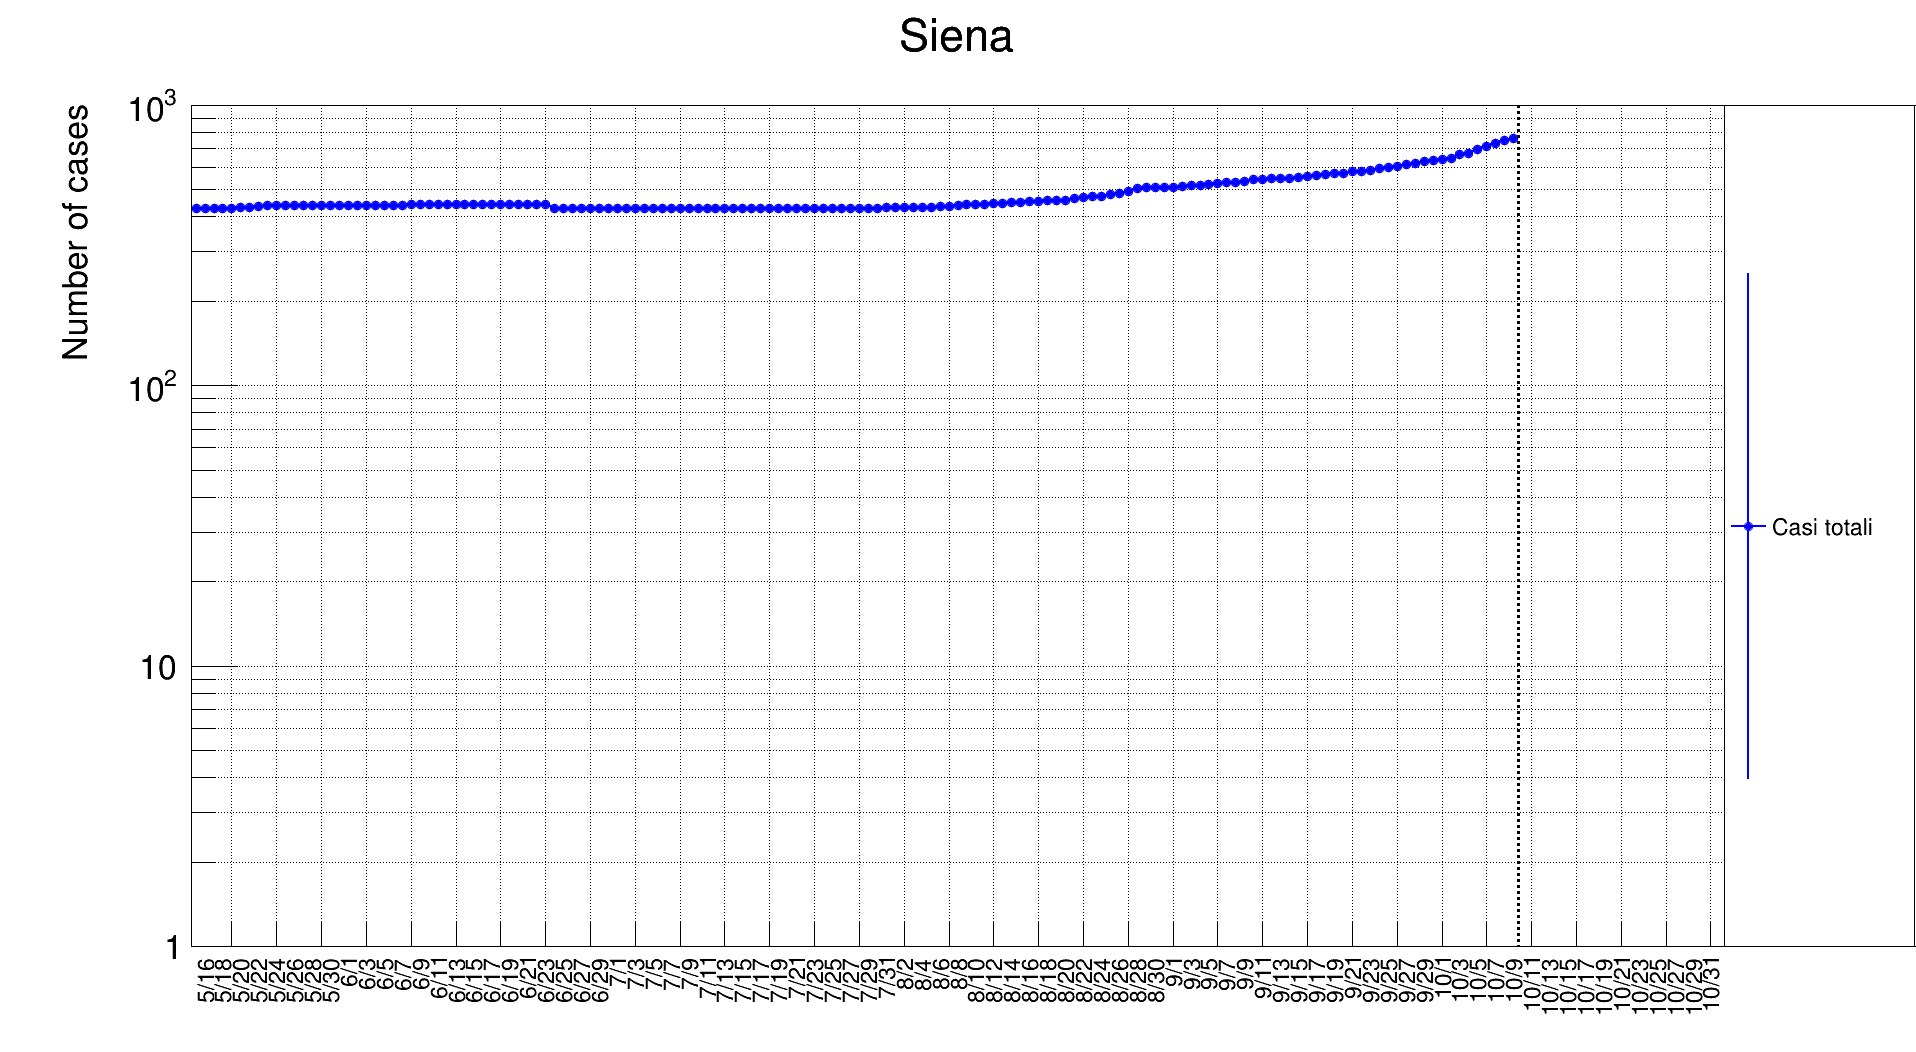 Siena
Number of cases
10³
10²
10
1
5/16 5/18 5/20 5/22 5/24 5/26 5/28 5/30 6/1 6/3 6/5 6/7 6/9 6/11 6/13 6/15 6/17 6/19 6/21 6/23 6/25 6/27 6/29 7/1 7/3 7/5 7/7 7/9 7/11 7/13 7/15 7/17 7/19 7/21 7/23 7/25 7/27 7/29 7/31 8/2 8/4 8/6 8/8 8/10 8/12 8/14 8/16 8/18 8/20 8/22 8/24 8/26 8/28 8/30 9/1 9/3 9/5 9/7 9/9 9/11 9/13 9/15 9/17 9/19 9/21 9/23 9/25 9/27 9/29 10/1 10/3 10/5 10/7 10/9 10/11 10/13 10/15 10/17 10/19 10/21 10/23 10/25 10/27 10/29 10/31
Casi totali